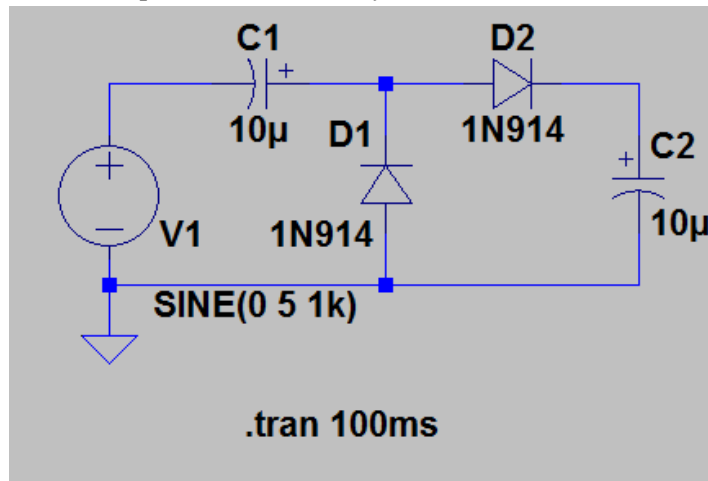 C1
D2
+
10µ
D1
1N914
+
C2
+
10µ
V1
1N914
−
SINE(0 5 1k)
.tran 100ms